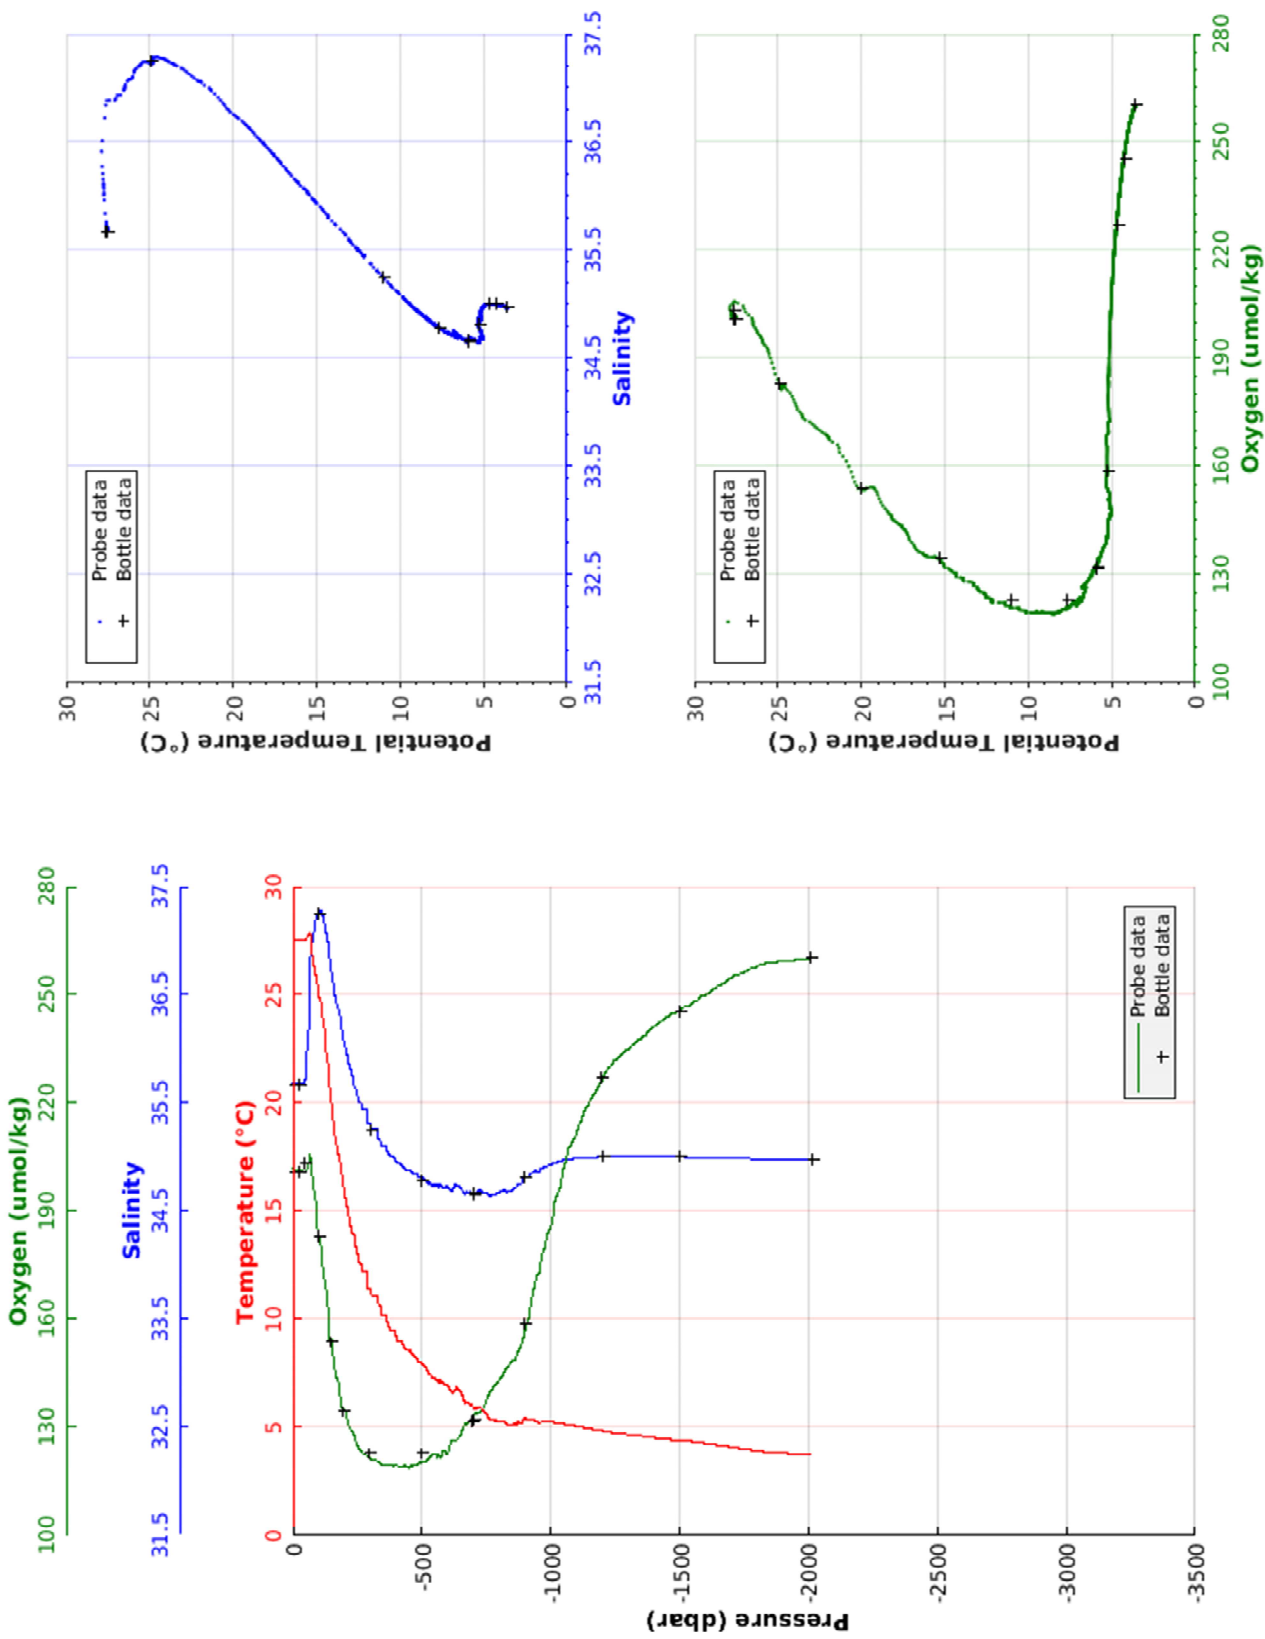 Oxygen (umol/kg)
100 130 160 190 220 250 280
Salinity
31.5 32.5 33.5 34.5 35.5 36.5 37.5
Temperature (°C)
0 5 10 15 20 25 30
0
-500
-1000
-1500
-2000
-2500
-3000
-3500
Pressure (dbar)
Probe data
Bottle data
30
25
20
15
10
5
0
Potential Temperature (°C)
Probe data
Bottle data
31.5 32.5 33.5 34.5 35.5 36.5 37.5
Salinity
30
25
20
15
10
5
0
Potential Temperature (°C)
Probe data
Bottle data
100 130 160 190 220 250 280
Oxygen (umol/kg)